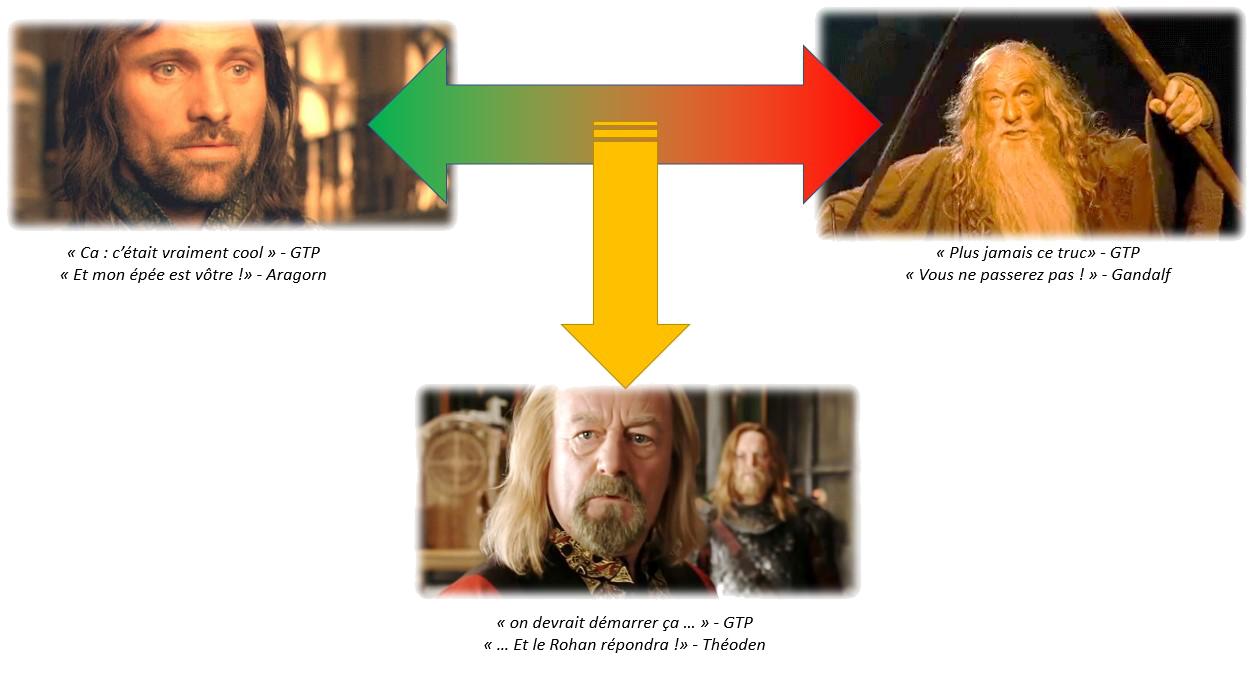 « Ca : c’était vraiment cool » - GTP
« Et mon épée est vôtre !» - Aragorn
« Plus jamais ce truc» - GTP
« Vous ne passerez pas ! » - Gandalf
« on devrait démarrer ça … » - GTP
« … Et le Rohan répondra !» - Théoden